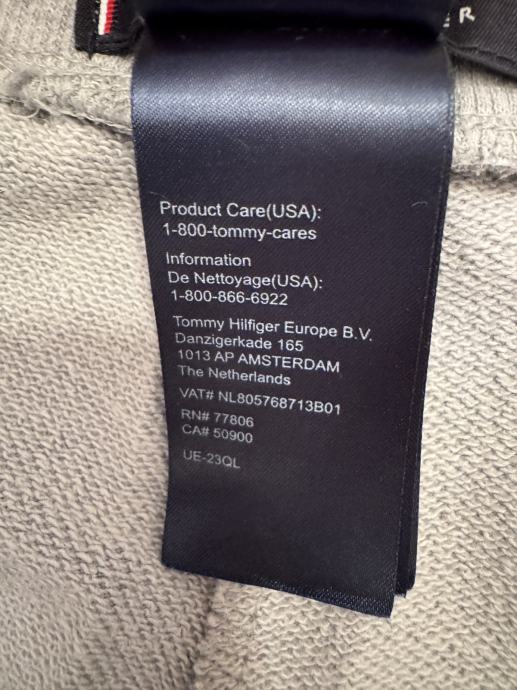 R
Product Care(USA):
1-800-tommy-cares
Information
De Nettoyage(USA):
1-800-866-6922
Tommy Hilfiger Europe B.V.
Danzigerkade 165
1013 AP AMSTERDAM
The Netherlands
VAT# NL805768713B01
RN# 77806
CA# 50900
UE-23QL